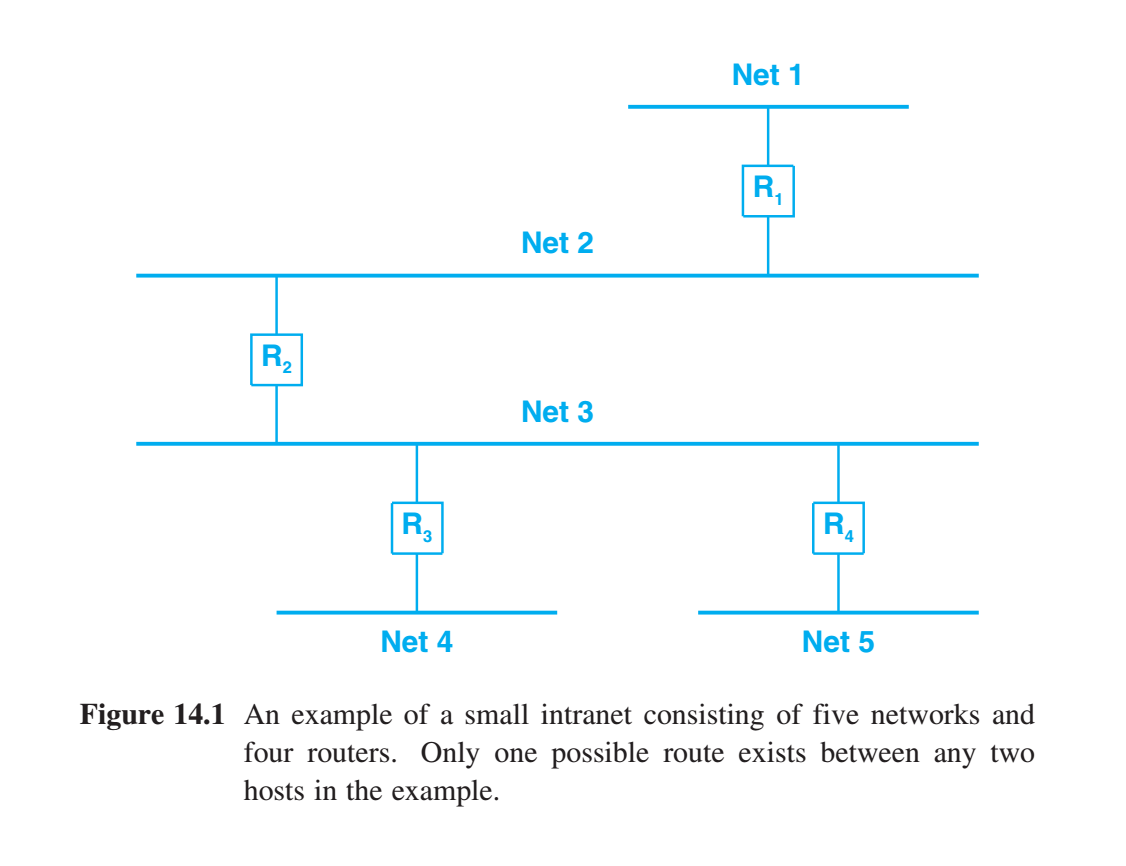 Net 1
R₁
Net 2
R₂
Net 3
R₃
R₄
Net 4
Net 5
Figure 14.1 An example of a small intranet consisting of five networks and
four routers. Only one possible route exists between any two
hosts in the example.